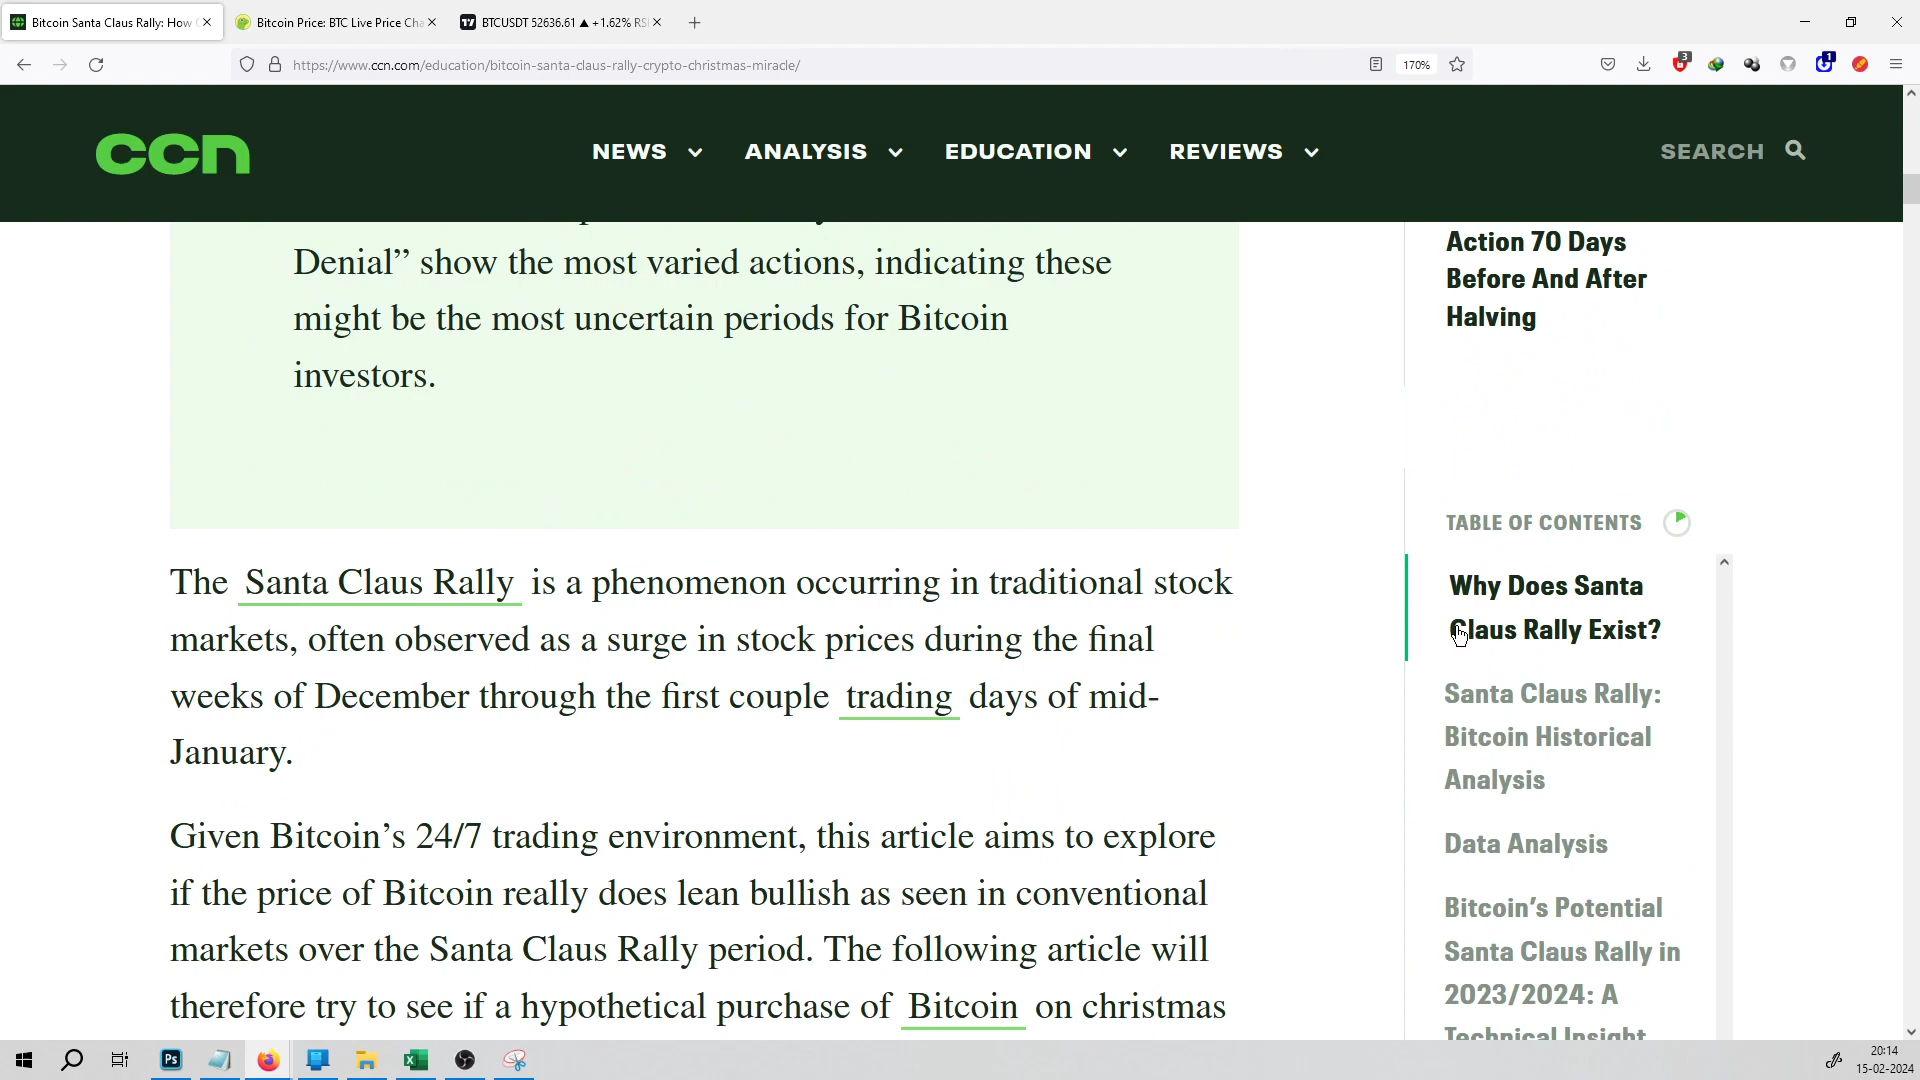 Bitcoin Santa Claus Rally: How
Bitcoin Price: BTC Live Price Cha
BTCUSDT 52636.61 ▲ +1.62% RS
https://www.ccn.com/education/bitcoin-santa-claus-rally-crypto-christmas-miracle/
170%
3
1
ccn
NEWS
ANALYSIS
EDUCATION
REVIEWS
SEARCH
Denial” show the most varied actions, indicating these
might be the most uncertain periods for Bitcoin
investors.
The Santa Claus Rally is a phenomenon occurring in traditional stock
markets, often observed as a surge in stock prices during the final
weeks of December through the first couple trading days of mid-
January.
Given Bitcoin’s 24/7 trading environment, this article aims to explore
if the price of Bitcoin really does lean bullish as seen in conventional
markets over the Santa Claus Rally period. The following article will
therefore try to see if a hypothetical purchase of Bitcoin on christmas
Action 70 Days
Before And After
Halving
TABLE OF CONTENTS
Why Does Santa
Claus Rally Exist?
Santa Claus Rally:
Bitcoin Historical
Analysis
Data Analysis
Bitcoin’s Potential
Santa Claus Rally in
2023/2024: A
Technical Insight
Ps
20:14
15-02-2024